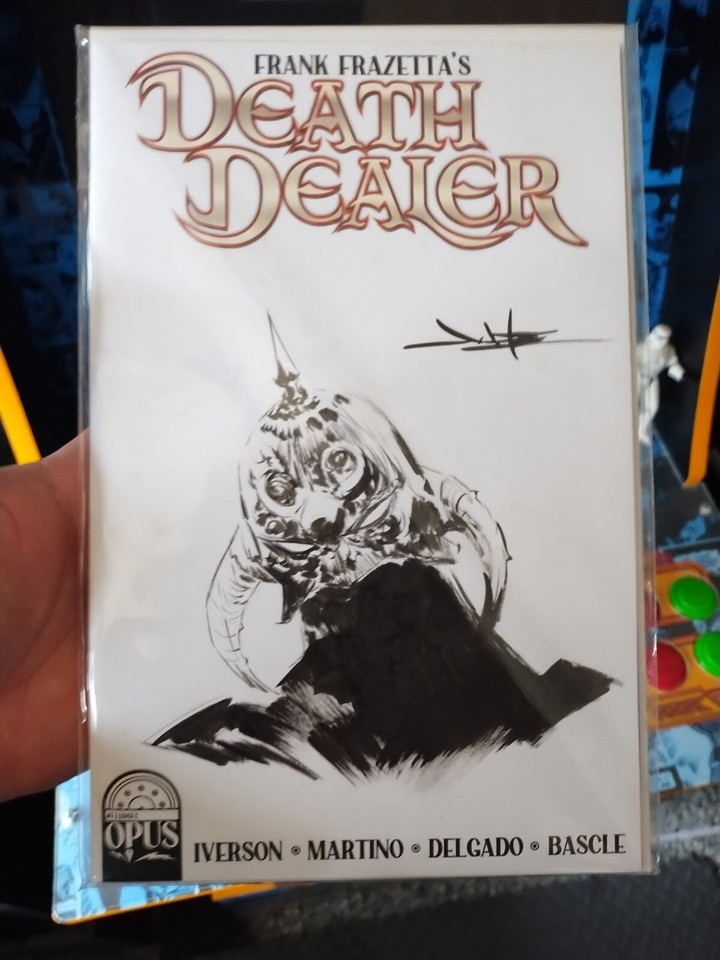 FRANK FRAZETTA'S
DEATH
DEALER
OPUS
IVERSON • MARTINO • DELGADO • BASCLE